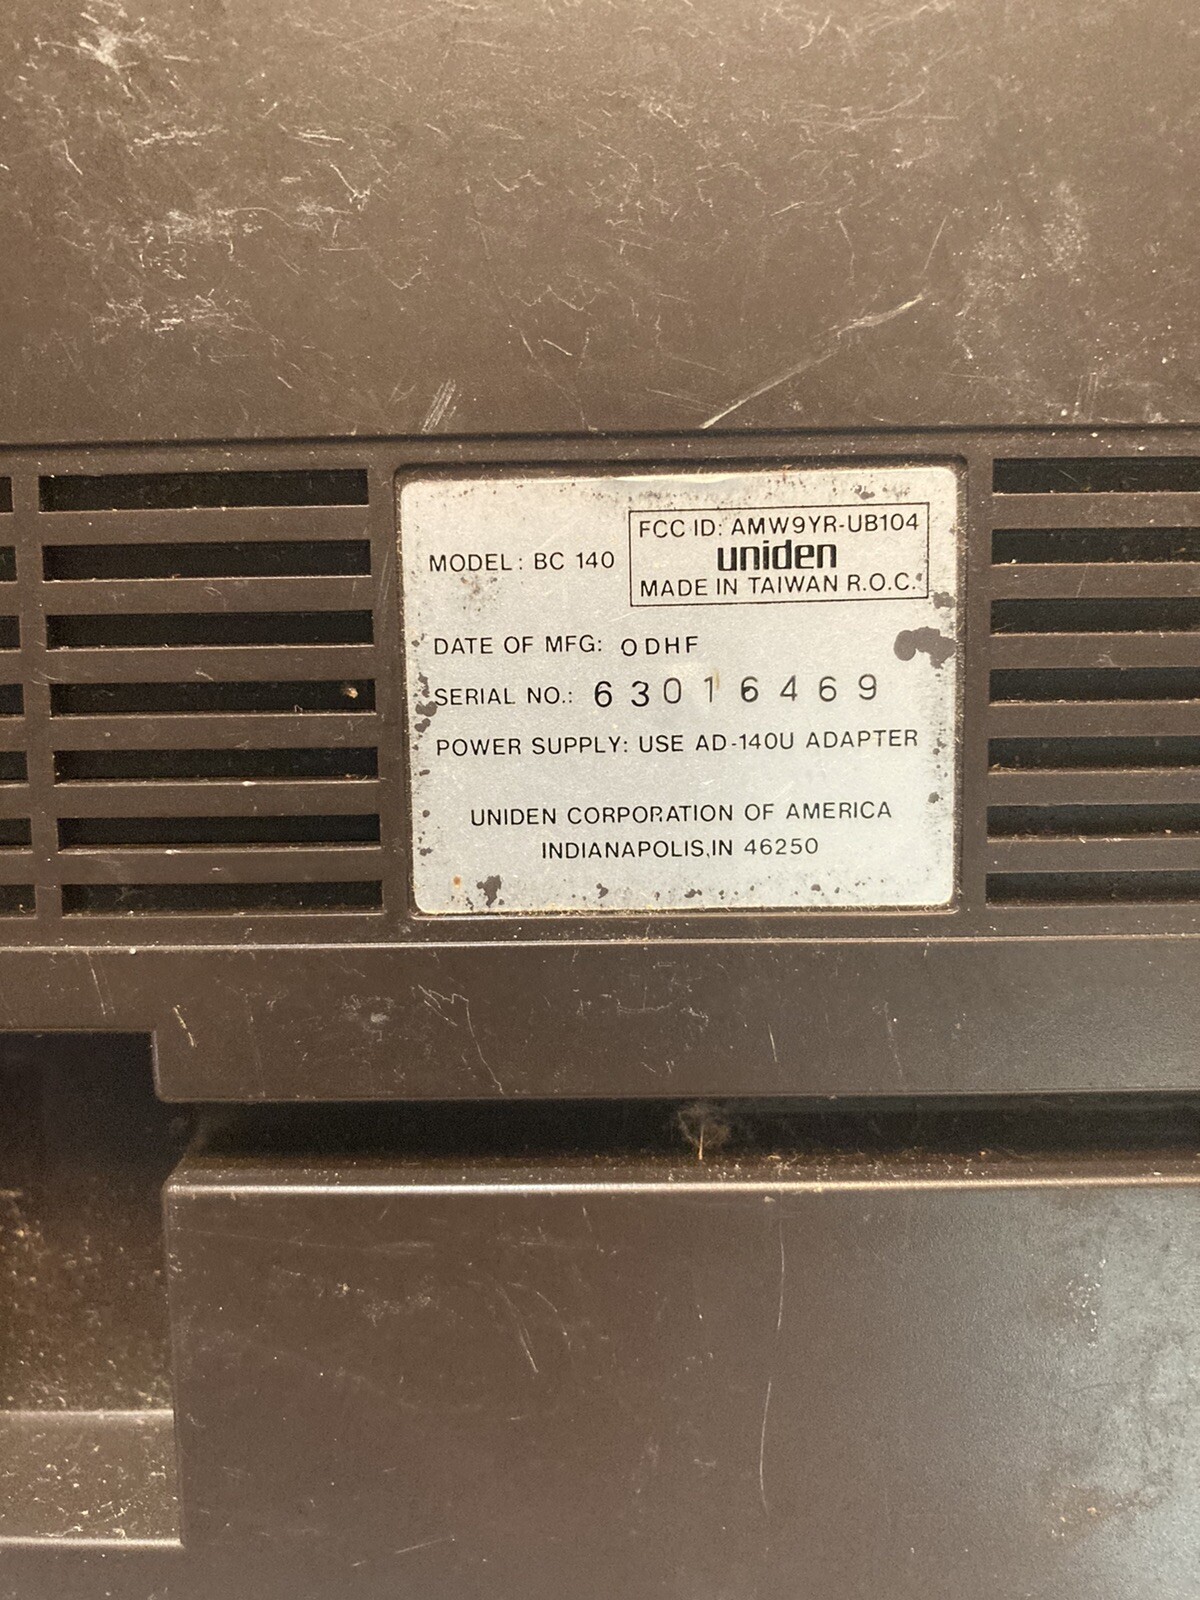 FCC ID: AMW9YR-UB104
MODEL: BC 140
uniden
MADE IN TAIWAN R.O.C.
DATE OF MFG: ODHF
SERIAL NO.: 63016469
POWER SUPPLY: USE AD-140U ADAPTER
UNIDEN CORPORATION OF AMERICA
INDIANAPOLIS, IN 46250